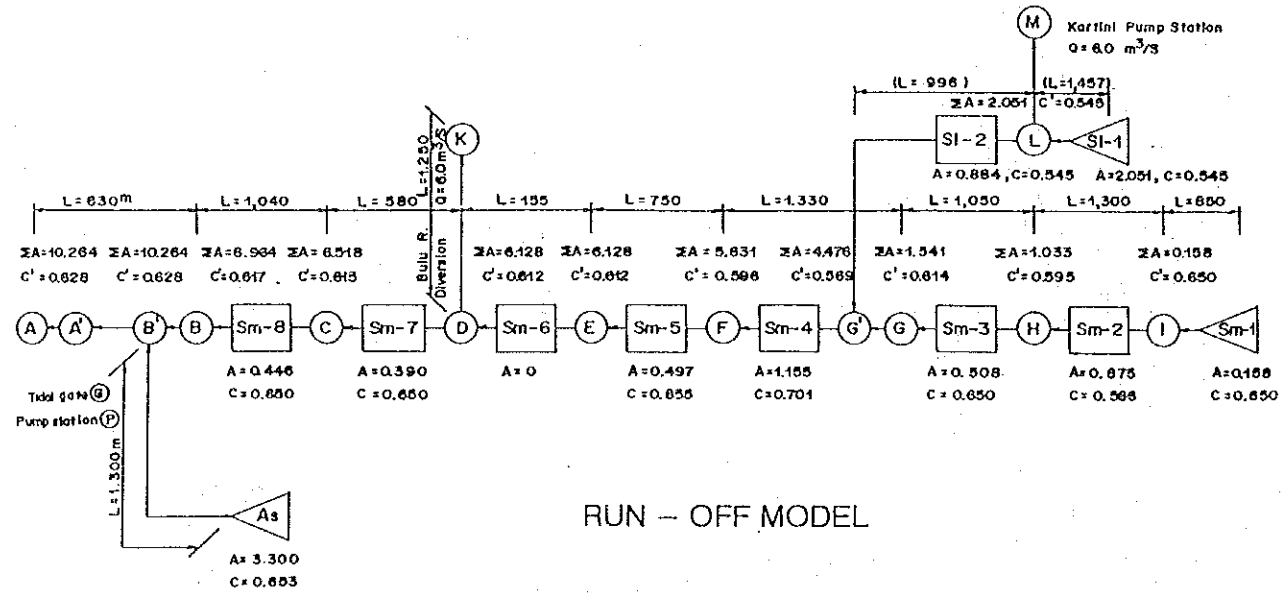 M
Kartini Pump Station
Q=6.0 m³/S
(L= 996)
(L=1,457)
ΣA=2.051
C'=0.545
K
L=1.250
Q=6.0m³/S
Bulu R.
Diversion
Sl-2
L
Sl-1
A=0.884, C=0.545
A=2.051, C=0.545
L=630m
L=1,040
L=580
L=155
L=750
L=1.330
L=1,050
L=1,300
L=650
ΣA=10.264
ΣA=10.264
ΣA=6.964
ΣA=6.518
ΣA=6.128
ΣA=6.128
ΣA=5.631
ΣA=4.476
ΣA=1.541
ΣA=1.033
ΣA=0.158
C'=0.628
C'=0.628
C'=0.617
C'=0.615
C'=0.612
C'=0.612
C'=0.596
C'=0.569
C'=0.614
C'=0.595
C'=0.650
A
A'
B'
B
Sm-8
C
Sm-7
D
Sm-6
E
Sm-5
F
Sm-4
G'
G
Sm-3
H
Sm-2
I
Sm-1
A=0.446
A=0.390
A=0
A=0.497
A=1.155
A=0.508
A=0.875
A=0.158
C=0.650
C=0.650
C=0.855
C=0.701
C=0.650
C=0.566
C=0.650
Tidal gate G
Pump station P
L=1.300m
As
A=3.300
C=0.653
RUN – OFF MODEL